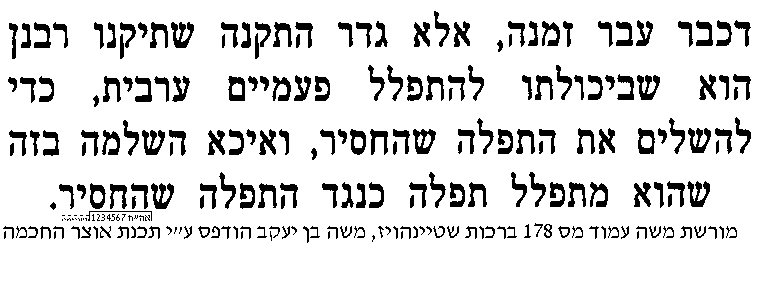 דכבר עבר זמנה, אלא גדר התקנה שתיקנו רבנן
הוא שביכולתו להתפלל פעמיים ערבית, כדי
להשלים את התפלה שהחסיר, ואיכא השלמה בזה
שהוא מתפלל תפלה כנגד התפלה שהחסיר.
1234567
מורשת משה עמוד מס 178 ברכות שטיינהויז, משה בן יעקב הודפס ע״י תכנת אוצר החכמה